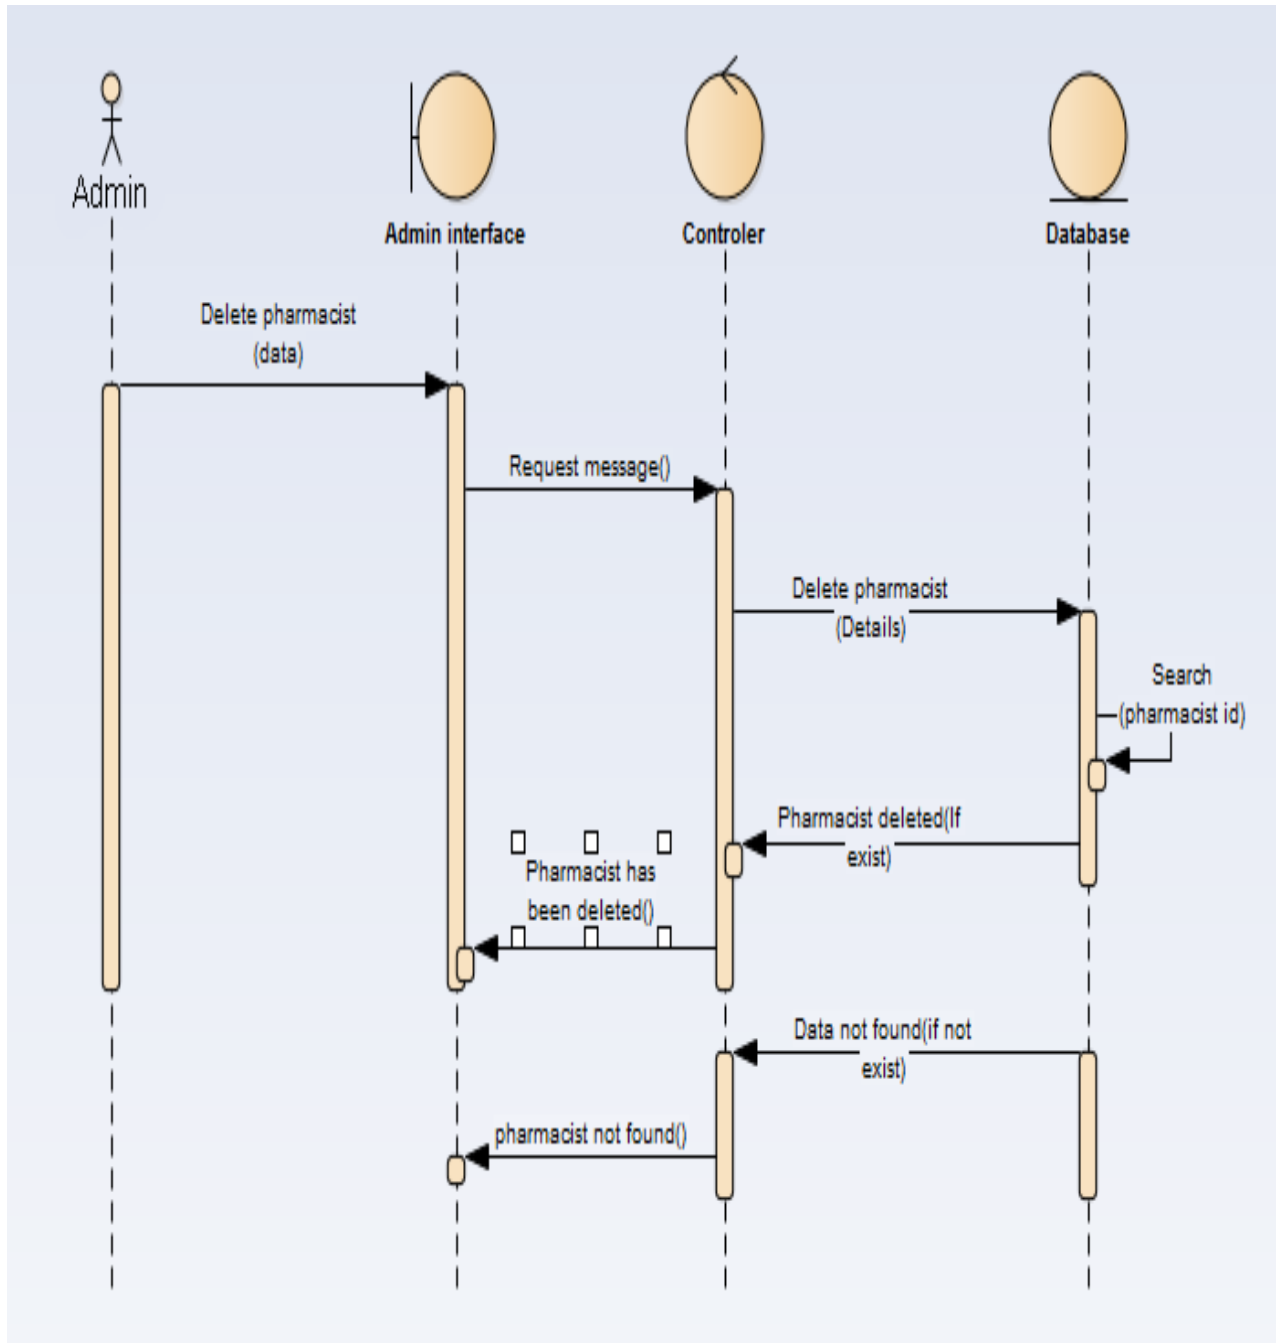 Admin
Admin interface
Controler
Database
Delete pharmacist
(data)
Request message()
Delete pharmacist
(Details)
Search
(pharmacist id)
Pharmacist deleted(If
exist)
Pharmacist has
been deleted()
Data not found(if not
exist)
pharmacist not found()